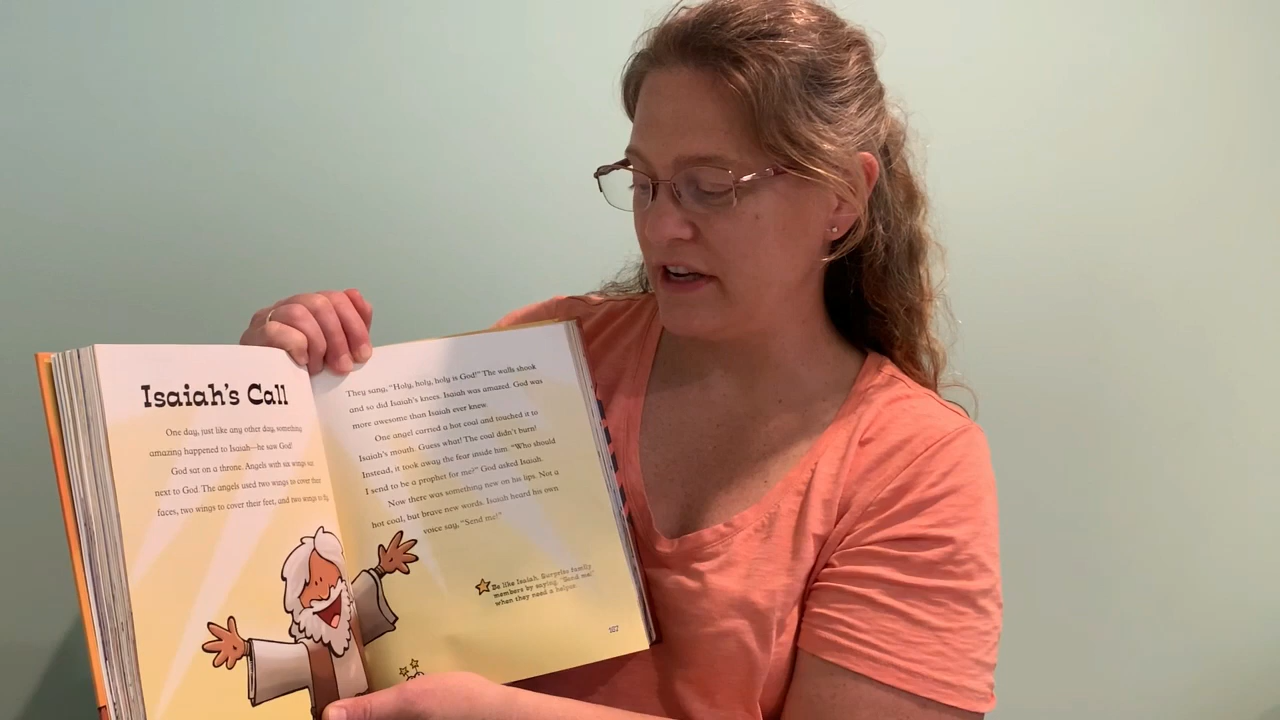 Isaiah's Call
One day, just like any other day, something
amazing happened to Isaiah—he saw God!
God sat on a throne. Angels with six wings sat
next to God. The angels used two wings to cover their
faces, two wings to cover their feet, and two wings to fly.
They sang, "Holy, holy, holy is God!" The walls shook
and so did Isaiah's knees. Isaiah was amazed. God was
more awesome than Isaiah ever knew.
One angel carried a hot coal and touched it to
Isaiah's mouth. Guess what! The coal didn't burn!
Instead, it took away the fear inside him. "Who should
I send to be a prophet for me?" God asked Isaiah.
Now there was something new on his lips. Not a
hot coal, but brave new words. Isaiah heard his own
voice say, "Send me!"
Be like Isaiah. Surprise family
members by saying, "Send me!"
when they need a helper.
187